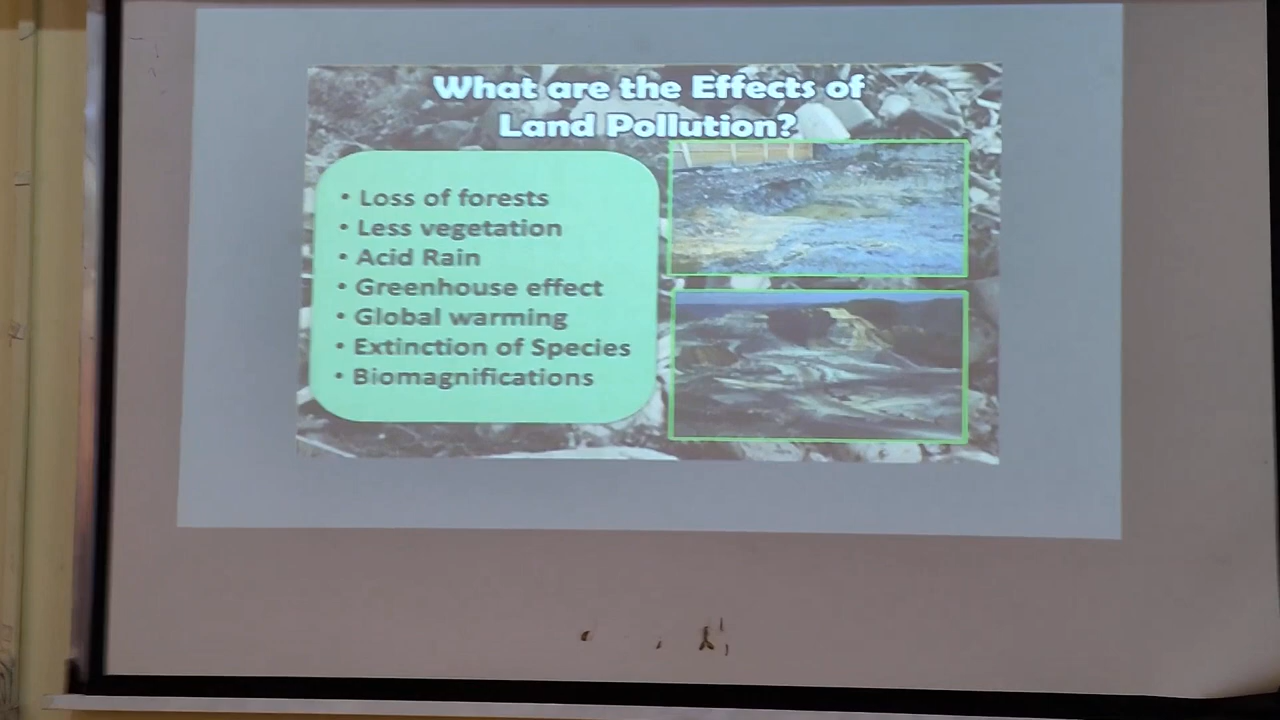 What are the Effects of
Land Pollution?
• Loss of forests
• Less vegetation
• Acid Rain
• Greenhouse effect
• Global warming
• Extinction of Species
• Biomagnifications